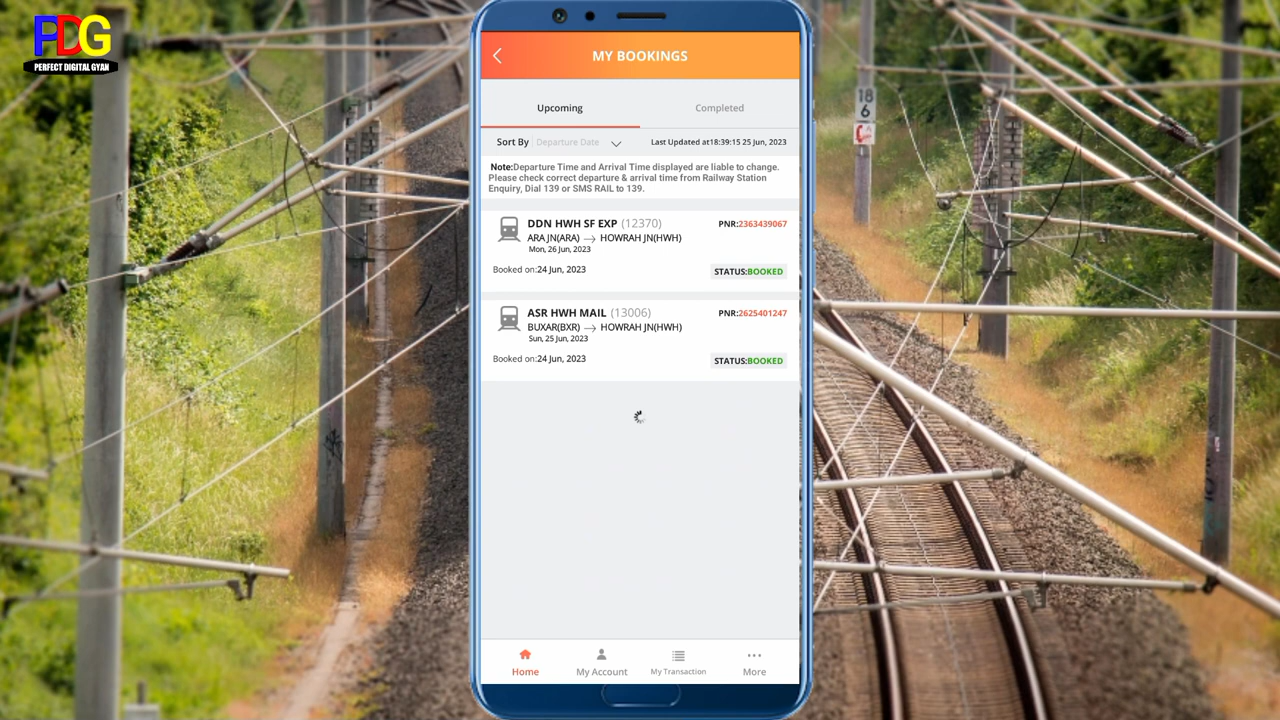 PDG
PERFECT DIGITAL GYAN
MY BOOKINGS
Upcoming
Completed
Sort By Departure Date
Last Updated at18:39:15 25 Jun, 2023
Note:Departure Time and Arrival Time displayed are liable to change.
Please check correct departure & arrival time from Railway Station
Enquiry, Dial 139 or SMS RAIL to 139.
DDN HWH SF EXP (12370)
PNR:2363439067
ARA JN(ARA) → HOWRAH JN(HWH)
Mon, 26 Jun, 2023
Booked on:24 Jun, 2023
STATUS:BOOKED
ASR HWH MAIL (13006)
PNR:2625401247
BUXAR(BXR) → HOWRAH JN(HWH)
Sun, 25 Jun, 2023
Booked on:24 Jun, 2023
STATUS:BOOKED
Home
My Account
My Transaction
More
18
6